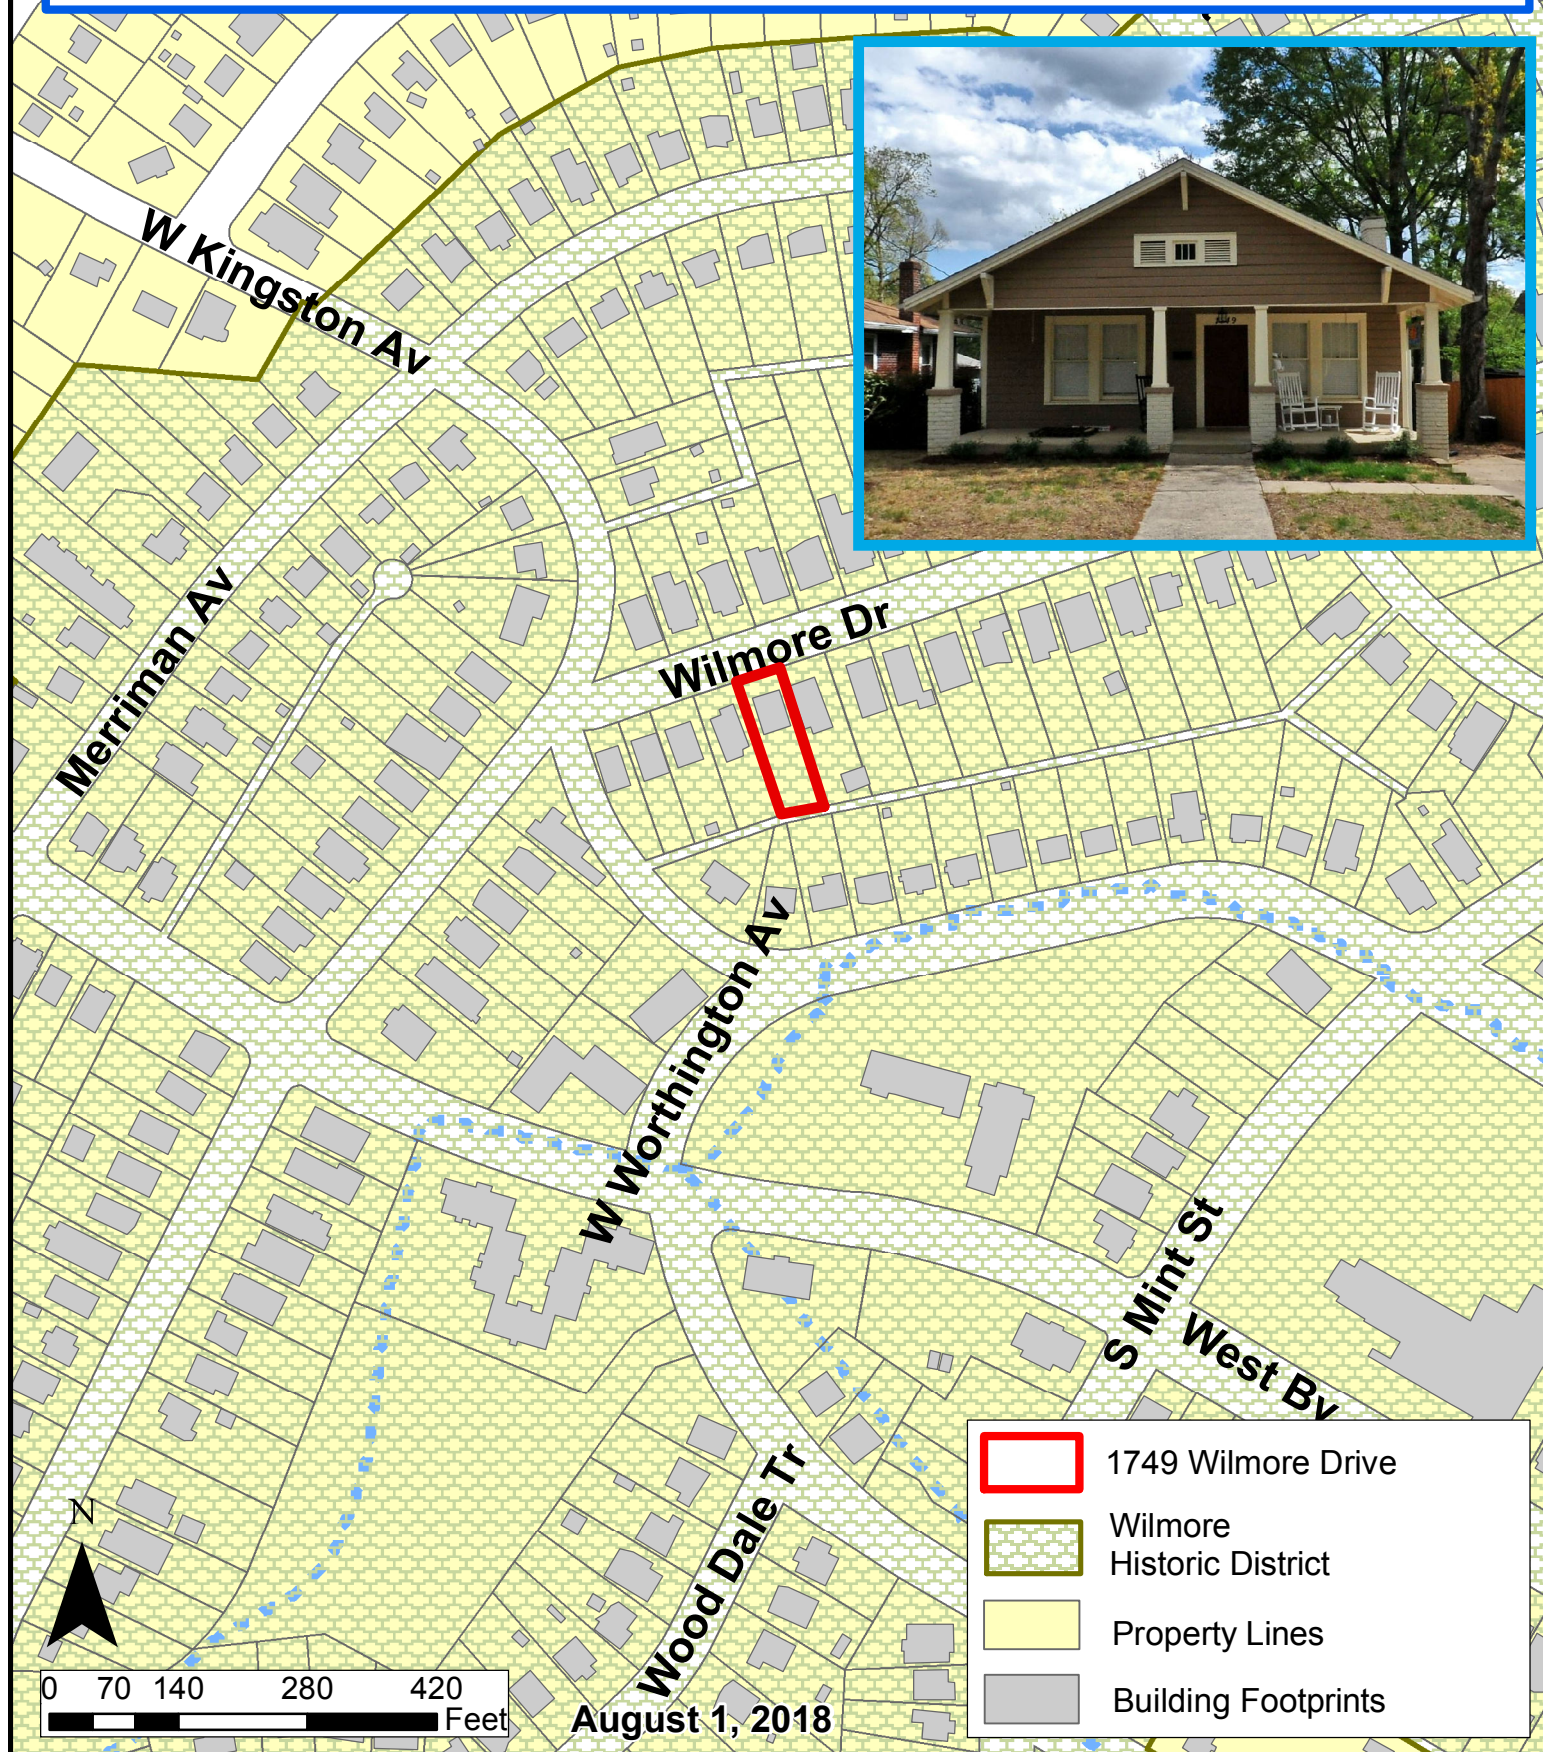 W Kingston Av
Merriman Av
Wilmore Dr
W Worthington Av
S Mint St
West Bv
Wood Dale Tr
1749 Wilmore Drive
Wilmore
Historic District
Property Lines
Building Footprints
N
0 70 140 280 420
Feet
August 1, 2018